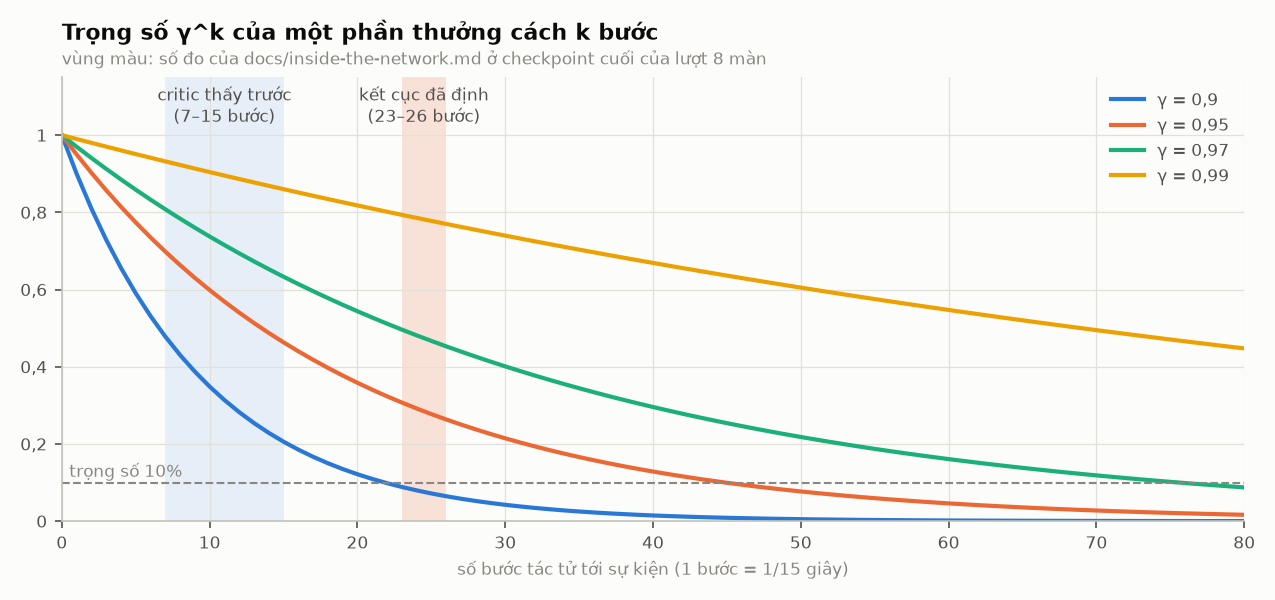 Trọng số γ^k của một phần thưởng cách k bước
vùng màu: số đo của docs/inside-the-network.md ở checkpoint cuối của lượt 8 màn
critic thấy trước
(7–15 bước)
kết cục đã định
(23–26 bước)
γ = 0,9
γ = 0,95
γ = 0,97
γ = 0,99
1
0,8
0,6
0,4
0,2
0
trọng số 10%
0 10 20 30 40 50 60 70 80
số bước tác tử tới sự kiện (1 bước = 1/15 giây)